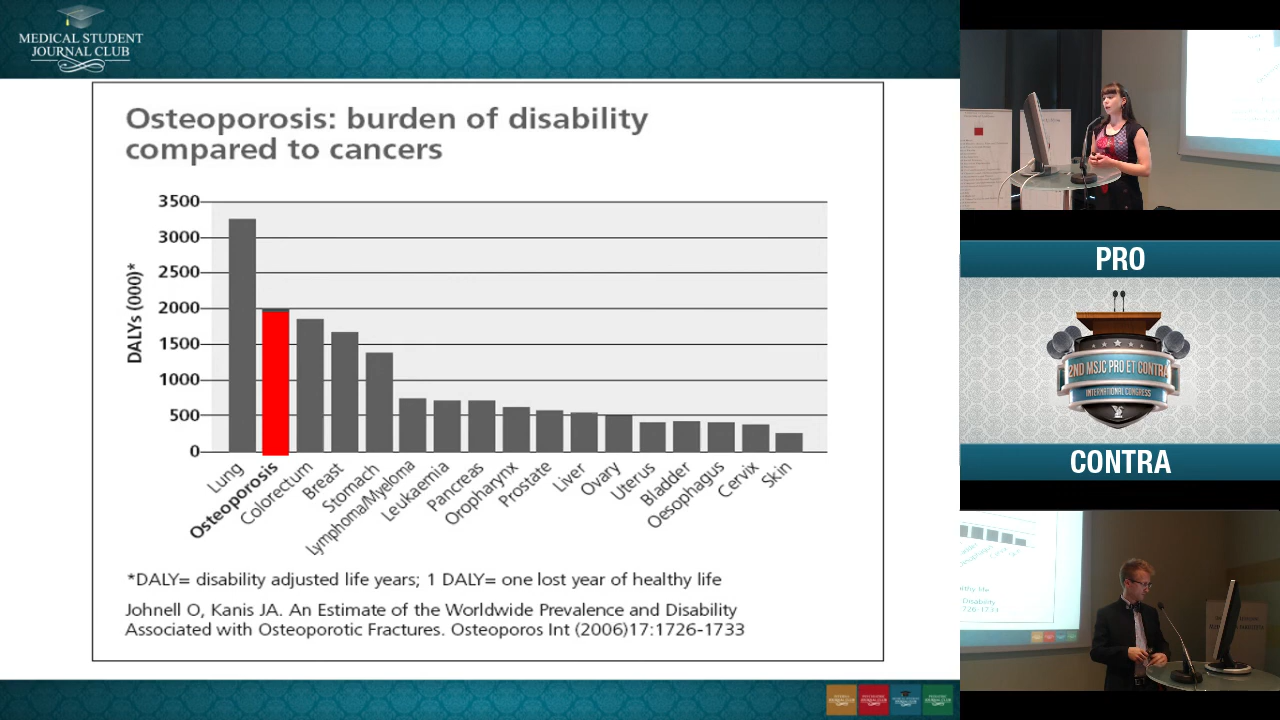 MEDICAL STUDENT
JOURNAL CLUB
Osteoporosis: burden of disability
compared to cancers
DALYs (000)*
3500
3000
2500
2000
1500
1000
500
0
Lung
Osteoporosis
Colorectum
Breast
Stomach
Lymphoma/Myeloma
Leukaemia
Pancreas
Oropharynx
Prostate
Liver
Ovary
Uterus
Bladder
Oesophagus
Cervix
Skin
*DALY= disability adjusted life years; 1 DALY= one lost year of healthy life
Johnell O, Kanis JA. An Estimate of the Worldwide Prevalence and Disability
Associated with Osteoporotic Fractures. Osteoporos Int (2006)17:1726-1733
PRO
2ND MSJC PRO ET CONTRA
INTERNATIONAL CONGRESS
CONTRA